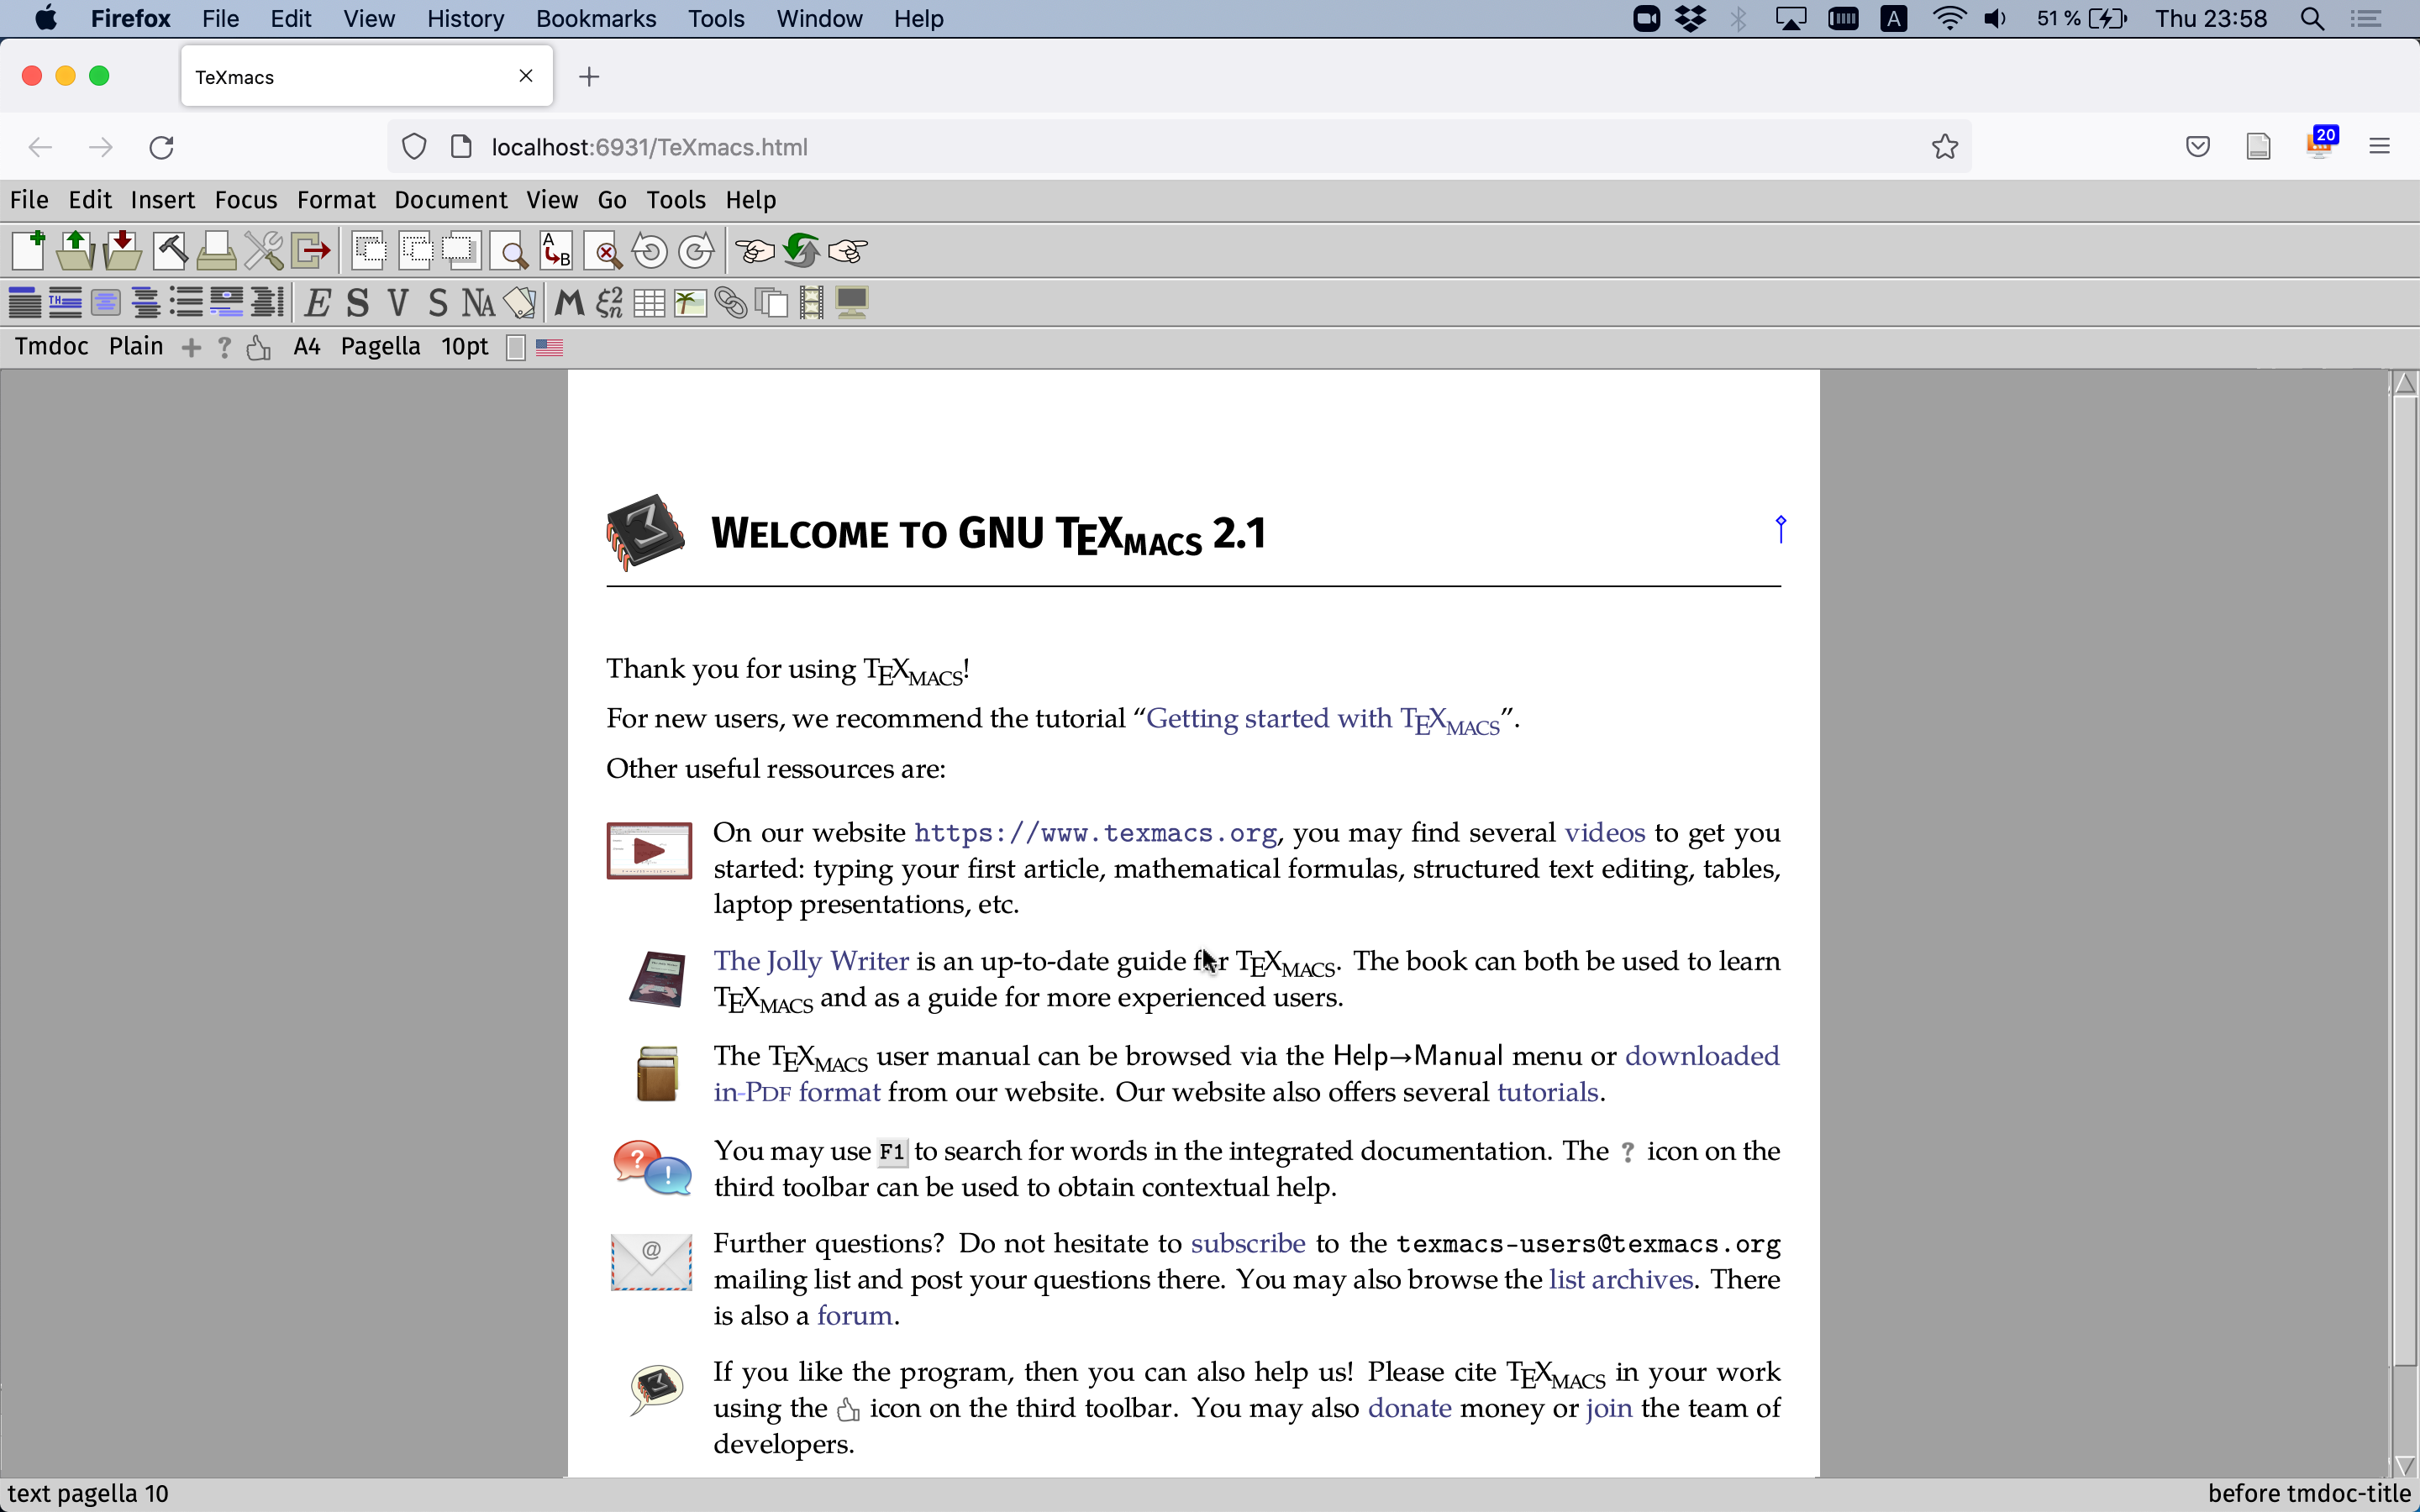 Firefox File Edit View History Bookmarks Tools Window Help A 51 % Thu 23:58
TeXmacs
localhost:6931/TeXmacs.html 20
File Edit Insert Focus Format Document View Go Tools Help
A B
TH E S V S NA M ξ2n
Tmdoc Plain + ? A4 Pagella 10pt
WELCOME TO GNU TEXMACS 2.1
Thank you for using TEXMACS!
For new users, we recommend the tutorial “Getting started with TEXMACS”.
Other useful ressources are:
On our website https://www.texmacs.org, you may find several videos to get you
started: typing your first article, mathematical formulas, structured text editing, tables,
laptop presentations, etc.
The Jolly Writer is an up-to-date guide for TEXMACS. The book can both be used to learn
TEXMACS and as a guide for more experienced users.
The TEXMACS user manual can be browsed via the Help→Manual menu or downloaded
in-PDF format from our website. Our website also offers several tutorials.
You may use F1 to search for words in the integrated documentation. The ? icon on the
third toolbar can be used to obtain contextual help.
Further questions? Do not hesitate to subscribe to the texmacs-users@texmacs.org
mailing list and post your questions there. You may also browse the list archives. There
is also a forum.
If you like the program, then you can also help us! Please cite TEXMACS in your work
using the icon on the third toolbar. You may also donate money or join the team of
developers.
text pagella 10 before tmdoc-title